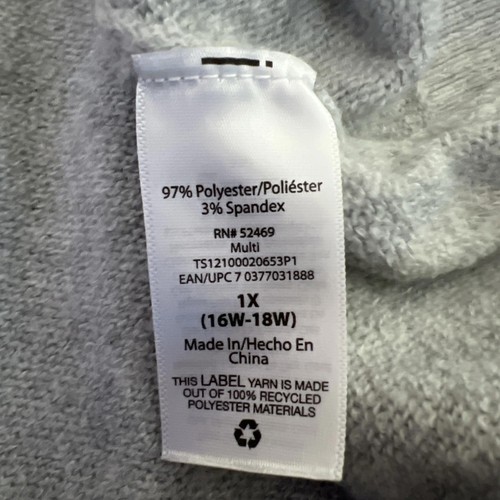 97% Polyester/Poliéster
3% Spandex
RN# 52469
Multi
TS12100020653P1
EAN/UPC 7 0377031888
1X
(16W-18W)
Made In/Hecho En
China
THIS LABEL YARN IS MADE
OUT OF 100% RECYCLED
POLYESTER MATERIALS